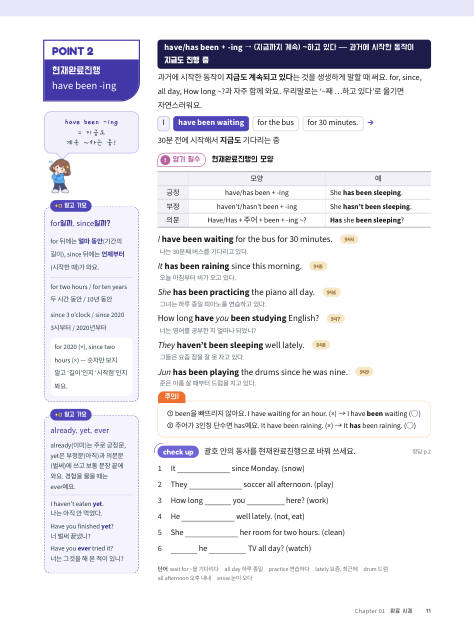 POINT 2
현재완료진행
have been -ing
have been -ing
= 지금도
계속 ~하는 중!
+α 알고 가요
for일까, since일까?
for 뒤에는 얼마 동안(기간의
길이), since 뒤에는 언제부터
(시작한 때)가 와요.
for two hours / for ten years
두 시간 동안 / 10년 동안
since 3 o'clock / since 2020
3시부터 / 2020년부터
for 2020 (×), since two
hours (×) — 숫자만 보지
말고 '길이'인지 '시작점'인지
봐요.
+α 알고 가요
already, yet, ever
already(이미)는 주로 긍정문,
yet은 부정문(아직)과 의문문
(벌써)에 쓰고 보통 문장 끝에
와요. 경험을 물을 때는
ever예요.
I haven't eaten yet.
나는 아직 안 먹었다.
Have you finished yet?
너 벌써 끝냈니?
Have you ever tried it?
너는 그것을 해 본 적이 있니?
have/has been + -ing → (지금까지 계속) ~하고 있다 — 과거에 시작한 동작이
지금도 진행 중
과거에 시작한 동작이 지금도 계속되고 있다는 것을 생생하게 말할 때 써요. for, since,
all day, How long ~?과 자주 함께 와요. 우리말로는 '~째 …하고 있다'로 옮기면
자연스러워요.
I have been waiting for the bus for 30 minutes. →
30분 전에 시작해서 지금도 기다리는 중
! 암기 필수 현재완료진행의 모양
모양 예
긍정 have/has been + -ing She has been sleeping.
부정 haven't/hasn't been + -ing She hasn't been sleeping.
의문 Have/Has + 주어 + been + -ing ~? Has she been sleeping?
I have been waiting for the bus for 30 minutes.
나는 30분째 버스를 기다리고 있다.
It has been raining since this morning.
오늘 아침부터 비가 오고 있다.
She has been practicing the piano all day.
그녀는 하루 종일 피아노를 연습하고 있다.
How long have you been studying English?
너는 영어를 공부한 지 얼마나 되었니?
They haven't been sleeping well lately.
그들은 요즘 잠을 잘 못 자고 있다.
Jun has been playing the drums since he was nine.
준은 아홉 살 때부터 드럼을 치고 있다.
주의!
① been을 빠뜨리지 않아요. I have waiting for an hour. (×) → I have been waiting (○)
② 주어가 3인칭 단수면 has예요. It have been raining. (×) → It has been raining. (○)
check up 괄호 안의 동사를 현재완료진행으로 바꿔 쓰세요. 정답 p.2
1 It ______________ since Monday. (snow)
2 They ______________ soccer all afternoon. (play)
3 How long _______ you __________ here? (work)
4 He ______________ well lately. (not, eat)
5 She ______________ her room for two hours. (clean)
6 _______ he __________ TV all day? (watch)
단어 wait for ~을 기다리다 all day 하루 종일 practice 연습하다 lately 요즘, 최근에 drum 드럼
all afternoon 오후 내내 snow 눈이 오다
Chapter 01 완료 시제 11